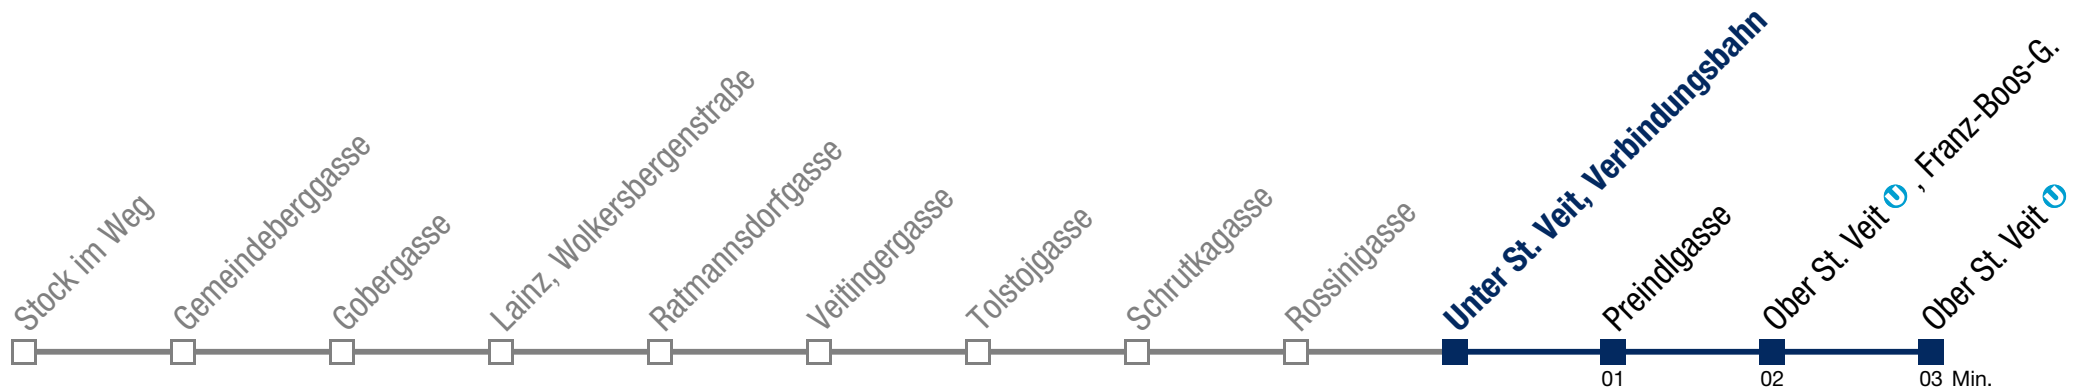 Stock im Weg
Gemeindeberggasse
Gobergasse
Lainz, Wolkersbergenstraße
Ratmannsdorfgasse
Veitingergasse
Tolstojgasse
Schrutkagasse
Rossinigasse
Unter St. Veit, Verbindungsbahn
Preindlgasse
Ober St. Veit U, Franz-Boos-G.
Ober St. Veit U
01 02 03 Min.